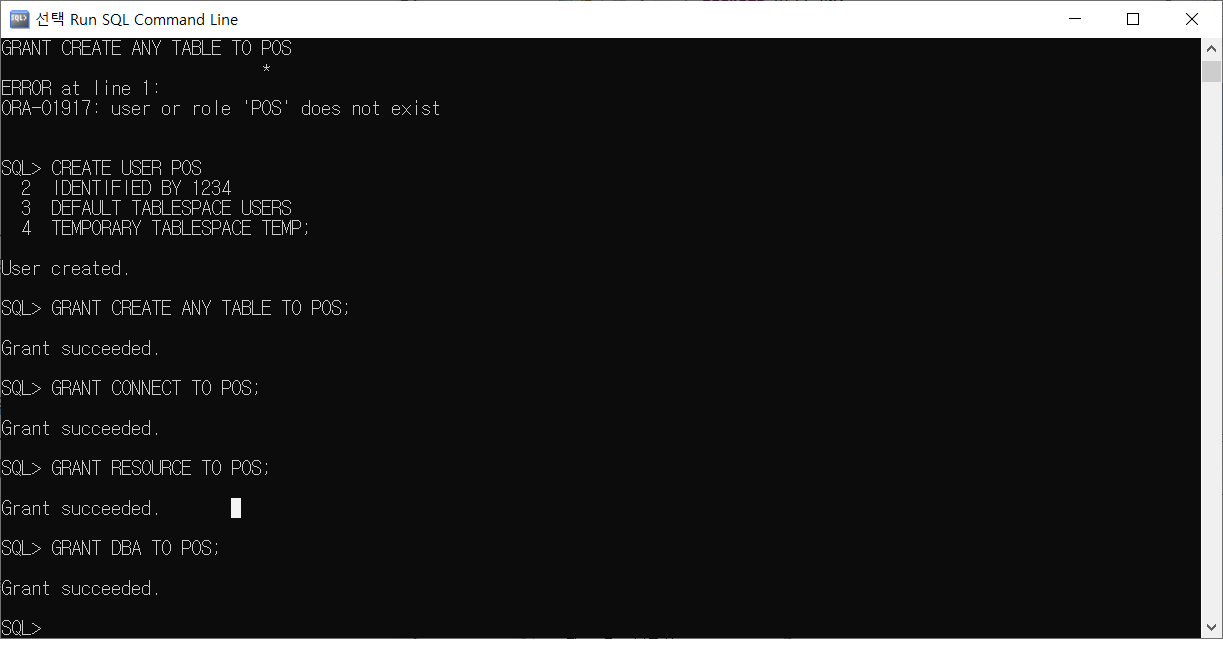 선택 Run SQL Command Line
GRANT CREATE ANY TABLE TO POS
*
ERROR at line 1:
ORA-01917: user or role 'POS' does not exist
SQL> CREATE USER POS
2 IDENTIFIED BY 1234
3 DEFAULT TABLESPACE USERS
4 TEMPORARY TABLESPACE TEMP;
User created.
SQL> GRANT CREATE ANY TABLE TO POS;
Grant succeeded.
SQL> GRANT CONNECT TO POS;
Grant succeeded.
SQL> GRANT RESOURCE TO POS;
Grant succeeded.
SQL> GRANT DBA TO POS;
Grant succeeded.
SQL>